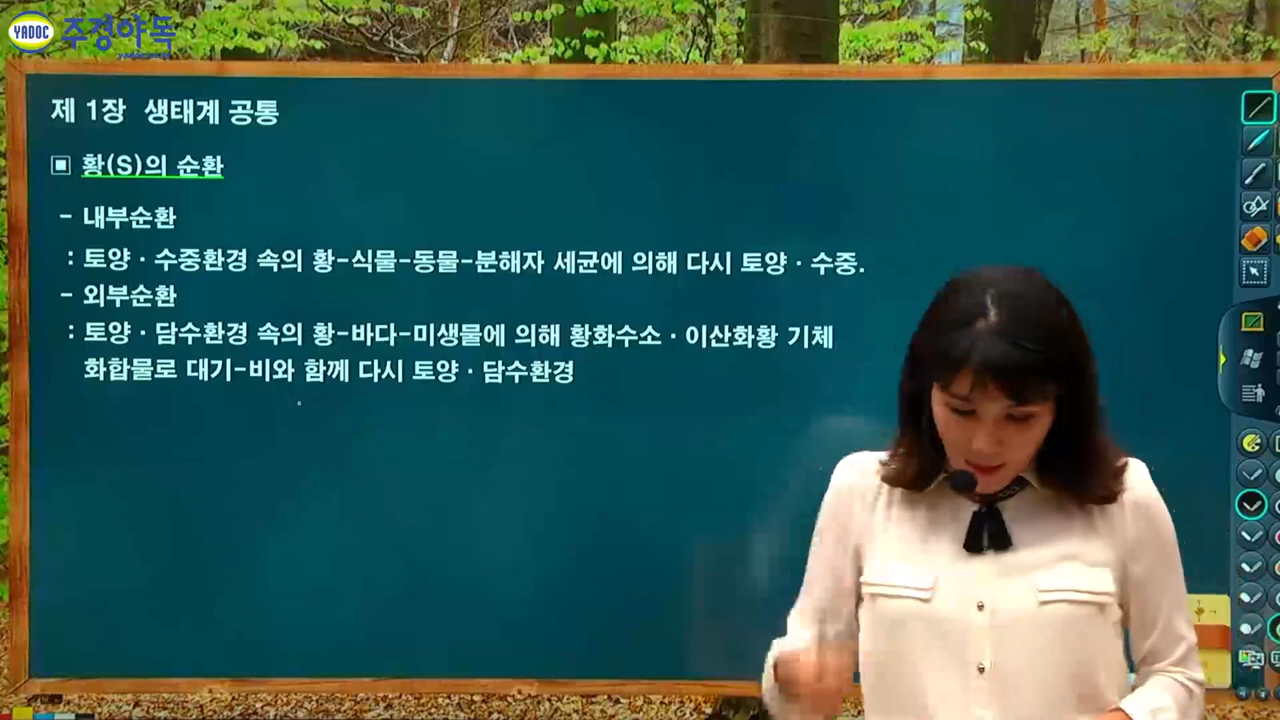 YADOC 주경야독
제 1장 생태계 공통
▣ 황(S)의 순환
- 내부순환
: 토양 · 수중환경 속의 황-식물-동물-분해자 세균에 의해 다시 토양 · 수중.
- 외부순환
: 토양 · 담수환경 속의 황-바다-미생물에 의해 황화수소 · 이산화황 기체
화합물로 대기-비와 함께 다시 토양 · 담수환경